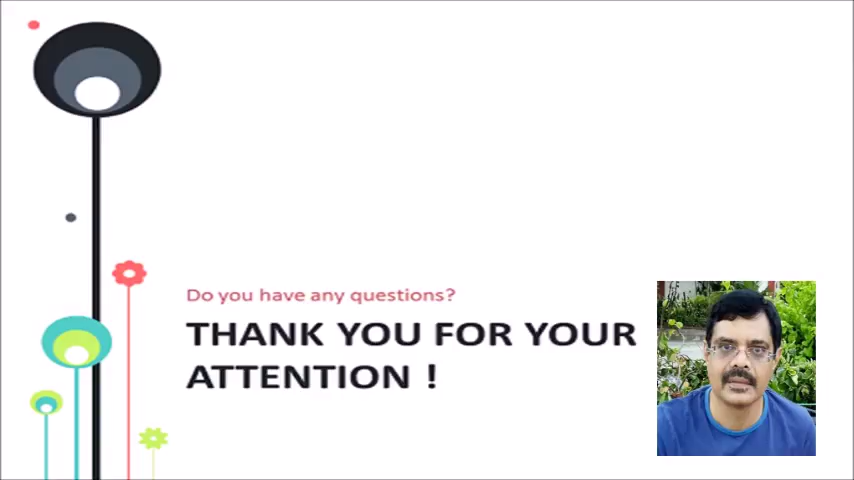 Do you have any questions?
THANK YOU FOR YOUR
ATTENTION !